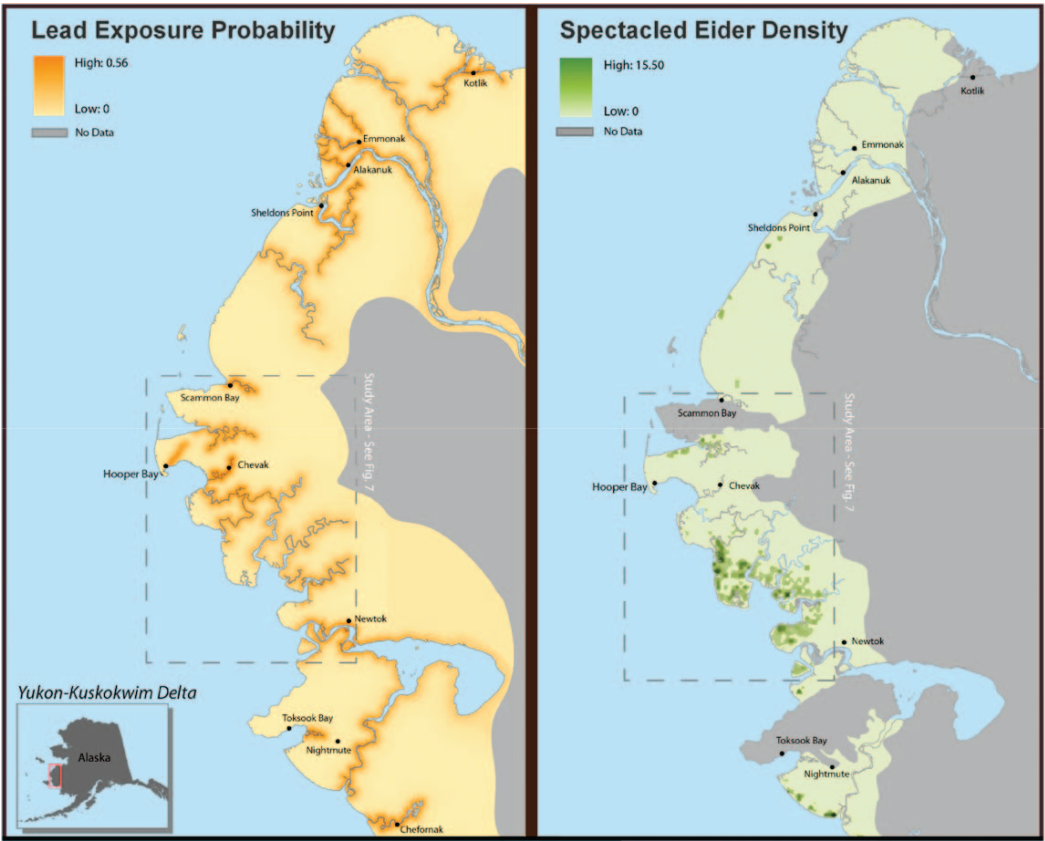 Lead Exposure Probability
High: 0.56
Low: 0
No Data
Kotlik
Emmonak
Alakanuk
Sheldons Point
Scammon Bay
Study Area - See Fig. 7
Hooper Bay
Chevak
Newtok
Yukon-Kuskokwim Delta
Alaska
Toksook Bay
Nightmute
Chefornak
Spectacled Eider Density
High: 15.50
Low: 0
No Data
Kotlik
Emmonak
Alakanuk
Sheldons Point
Scammon Bay
Study Area - See Fig. 7
Hooper Bay
Chevak
Newtok
Toksook Bay
Nightmute